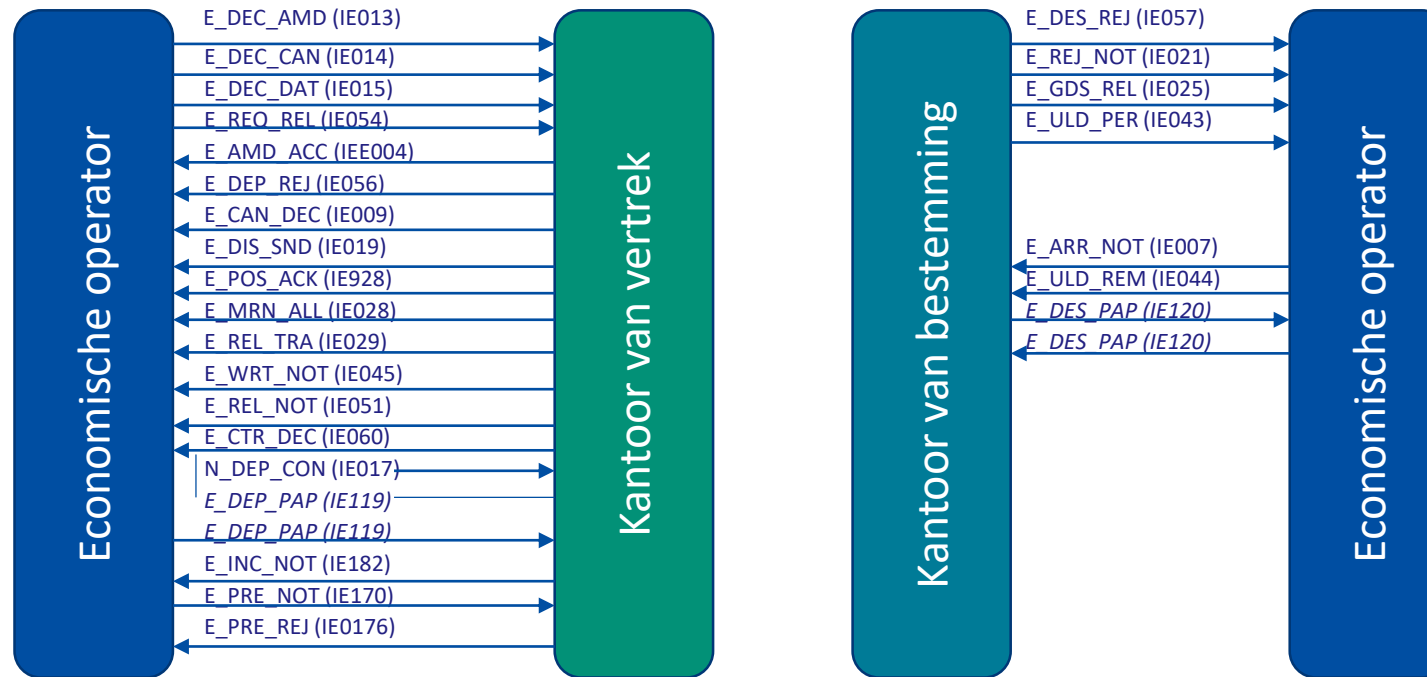 Economische operator
E_DEC_AMD (IE013)
E_DEC_CAN (IE014)
E_DEC_DAT (IE015)
E_REQ_REL (IE054)
E_AMD_ACC (IEE004)
E_DEP_REJ (IE056)
E_CAN_DEC (IE009)
E_DIS_SND (IE019)
E_POS_ACK (IE928)
E_MRN_ALL (IE028)
E_REL_TRA (IE029)
E_WRT_NOT (IE045)
E_REL_NOT (IE051)
E_CTR_DEC (IE060)
N_DEP_CON (IE017)
E_DEP_PAP (IE119)
E_DEP_PAP (IE119)
E_INC_NOT (IE182)
E_PRE_NOT (IE170)
E_PRE_REJ (IE0176)
Kantoor van vertrek
Kantoor van bestemming
E_DES_REJ (IE057)
E_REJ_NOT (IE021)
E_GDS_REL (IE025)
E_ULD_PER (IE043)
E_ARR_NOT (IE007)
E_ULD_REM (IE044)
E_DES_PAP (IE120)
E_DES_PAP (IE120)
Economische operator